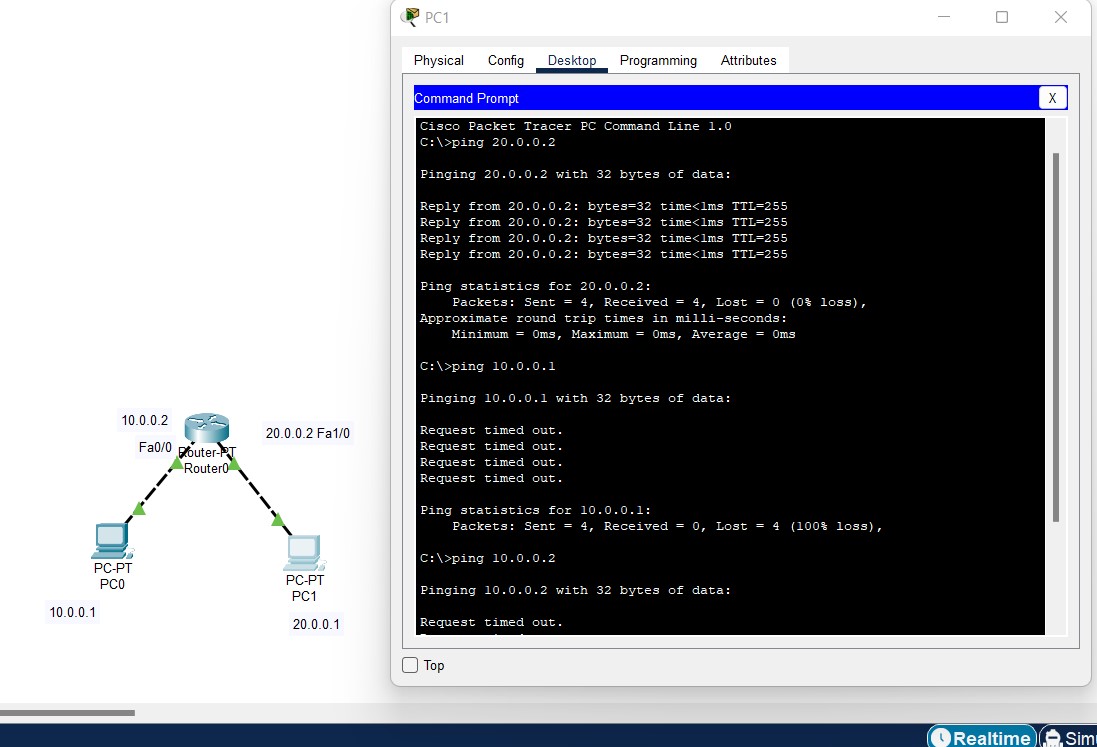 PC1
Physical Config Desktop Programming Attributes
Command Prompt
X
Cisco Packet Tracer PC Command Line 1.0
C:\>ping 20.0.0.2
Pinging 20.0.0.2 with 32 bytes of data:
Reply from 20.0.0.2: bytes=32 time<1ms TTL=255
Reply from 20.0.0.2: bytes=32 time<1ms TTL=255
Reply from 20.0.0.2: bytes=32 time<1ms TTL=255
Reply from 20.0.0.2: bytes=32 time<1ms TTL=255
Ping statistics for 20.0.0.2:
Packets: Sent = 4, Received = 4, Lost = 0 (0% loss),
Approximate round trip times in milli-seconds:
Minimum = 0ms, Maximum = 0ms, Average = 0ms
C:\>ping 10.0.0.1
Pinging 10.0.0.1 with 32 bytes of data:
Request timed out.
Request timed out.
Request timed out.
Request timed out.
Ping statistics for 10.0.0.1:
Packets: Sent = 4, Received = 0, Lost = 4 (100% loss),
C:\>ping 10.0.0.2
Pinging 10.0.0.2 with 32 bytes of data:
Request timed out.
Top
10.0.0.2
Fa0/0
20.0.0.2 Fa1/0
Router-PT
Router0
PC-PT
PC0
10.0.0.1
PC-PT
PC1
20.0.0.1
Realtime